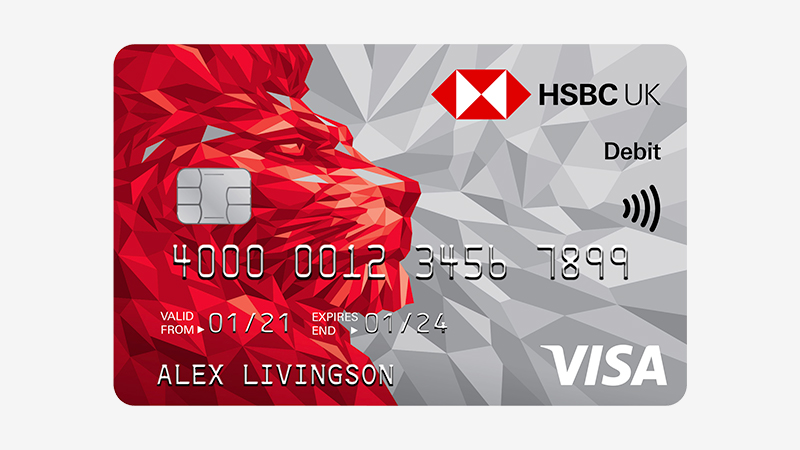 HSBC UK
Debit
4000 0012 3456 7899
VALID FROM 01/21 EXPIRES END 01/24
ALEX LIVINGSON
VISA